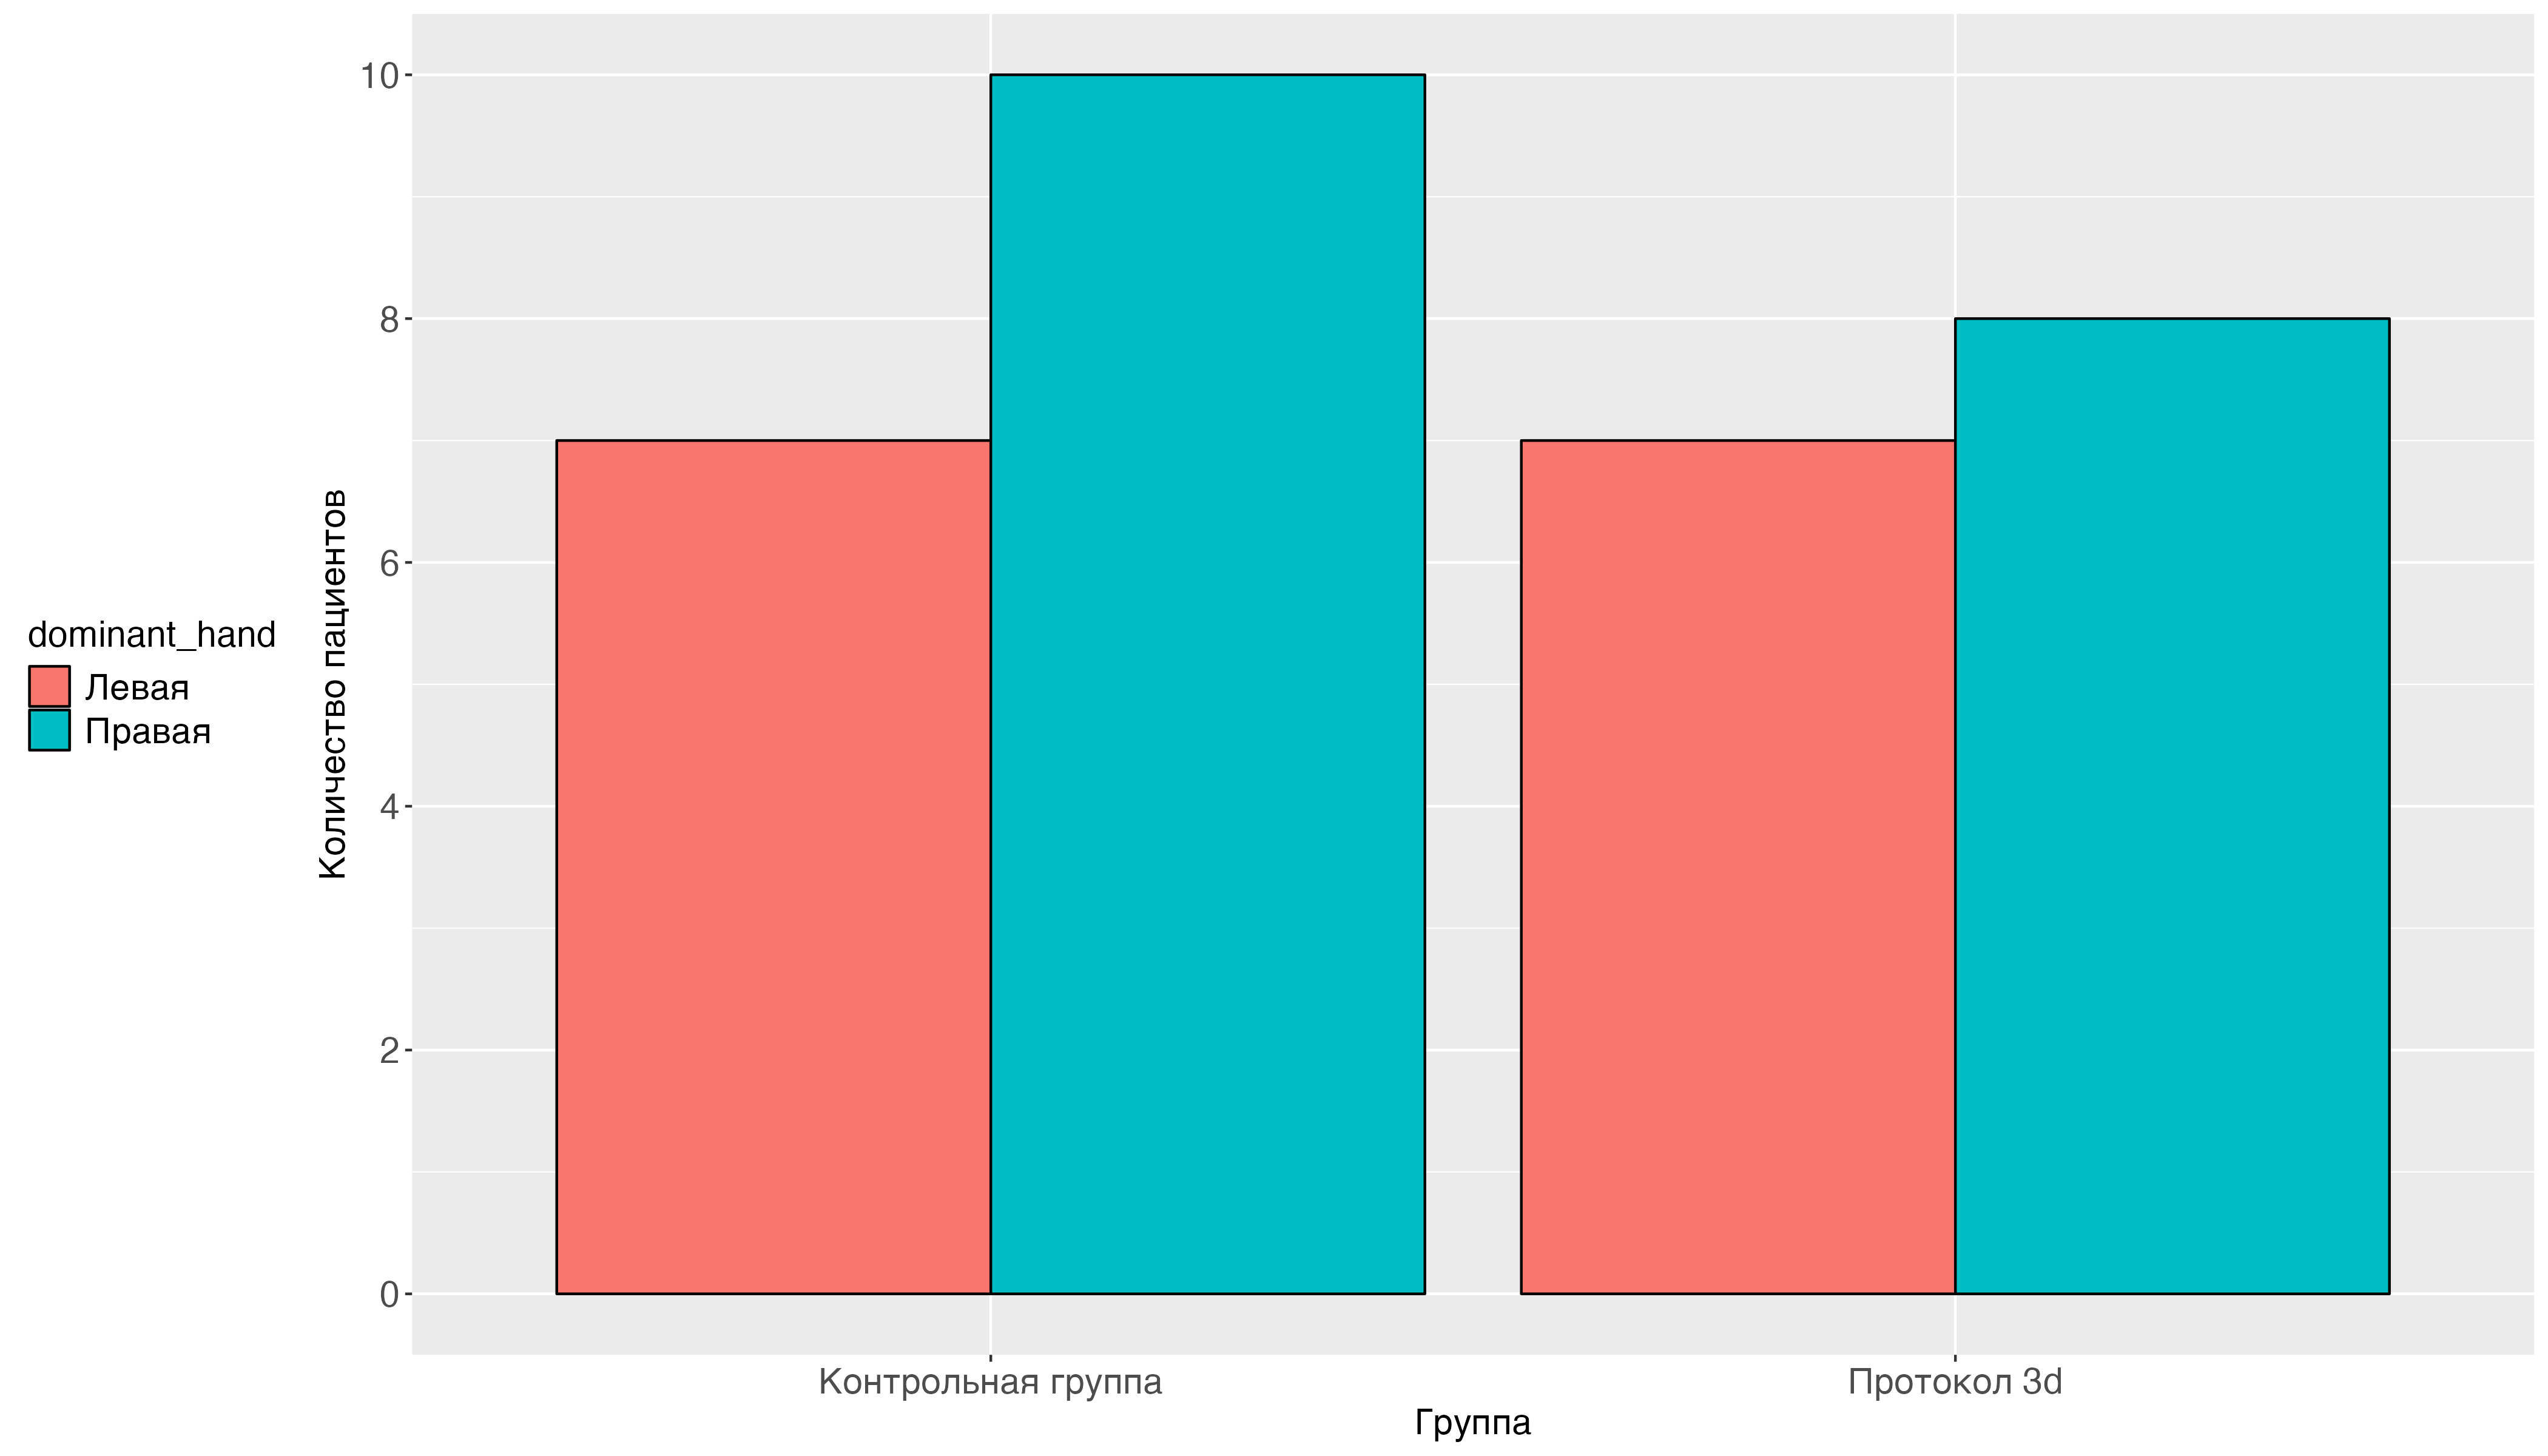 dominant_hand
Левая
Правая
Количество пациентов
10
8
6
4
2
0
Контрольная группа
Протокол 3d
Группа